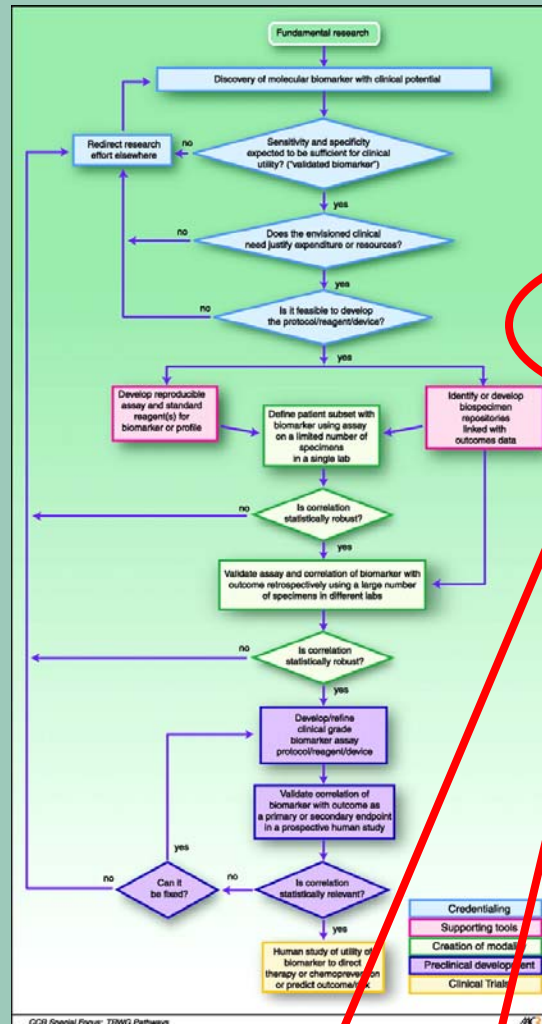 Fundamental research
Discovery of molecular biomarker with clinical potential
Redirect research
effort elsewhere
no
Sensitivity and specificity
expected to be sufficient for clinical
utility? ("validated biomarker")
yes
no
Does the envisioned clinical
need justify expenditure or resources?
yes
no
Is it feasible to develop
the protocol/reagent/device?
yes
Develop reproducible
assay and standard
reagent(s) for
biomarker or profile
Define patient subset with
biomarker using assay
on a limited number of
specimens
in a single lab
Identify or develop
biospecimen
repositories
linked with
outcomes data
no
Is correlation
statistically robust?
yes
Validate assay and correlation of biomarker with
outcome retrospectively using a large number
of specimens in different labs
no
Is correlation
statistically robust?
yes
Develop/refine
clinical grade
biomarker assay
protocol/reagent/device
Validate correlation of
biomarker with outcome as
a primary or secondary endpoint
in a prospective human study
yes
no
Can it
be fixed?
no
Is correlation
statistically relevant?
yes
Human study of utility of
biomarker to direct
therapy or chemoprevention
or predict outcome/risk
Credentialing
Supporting tools
Creation of modality
Preclinical development
Clinical Trials
CCR Special Focus: TRWG Pathways